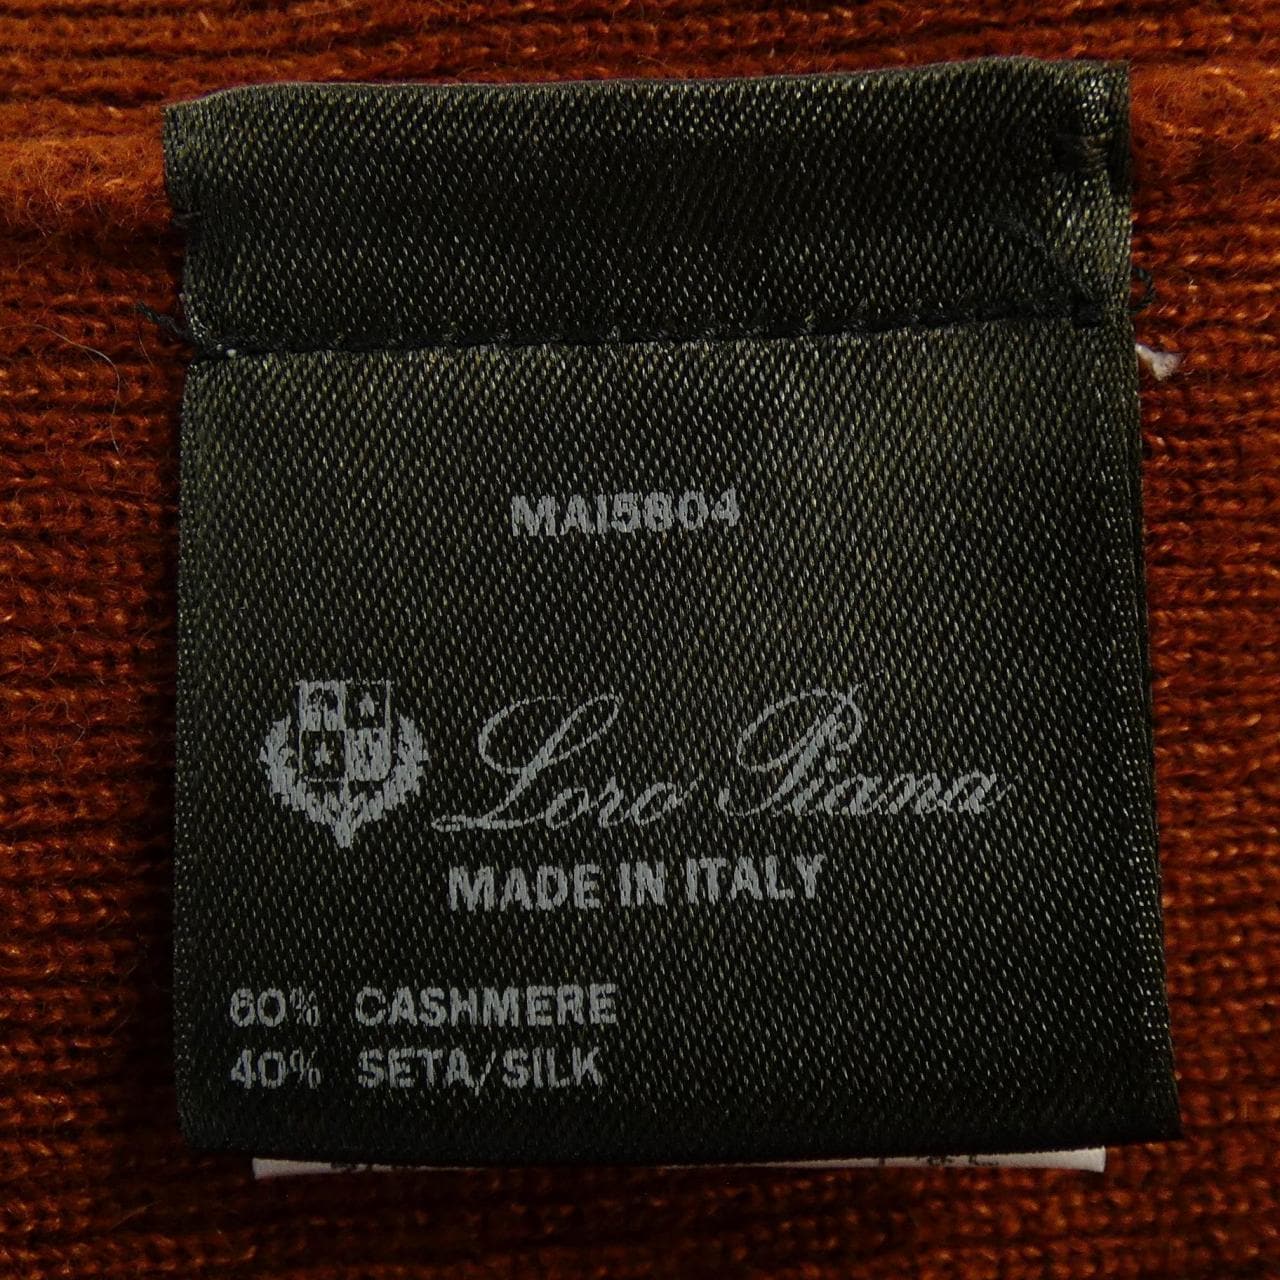 MAI5804
Loro Piana
MADE IN ITALY
60% CASHMERE
40% SETA/SILK